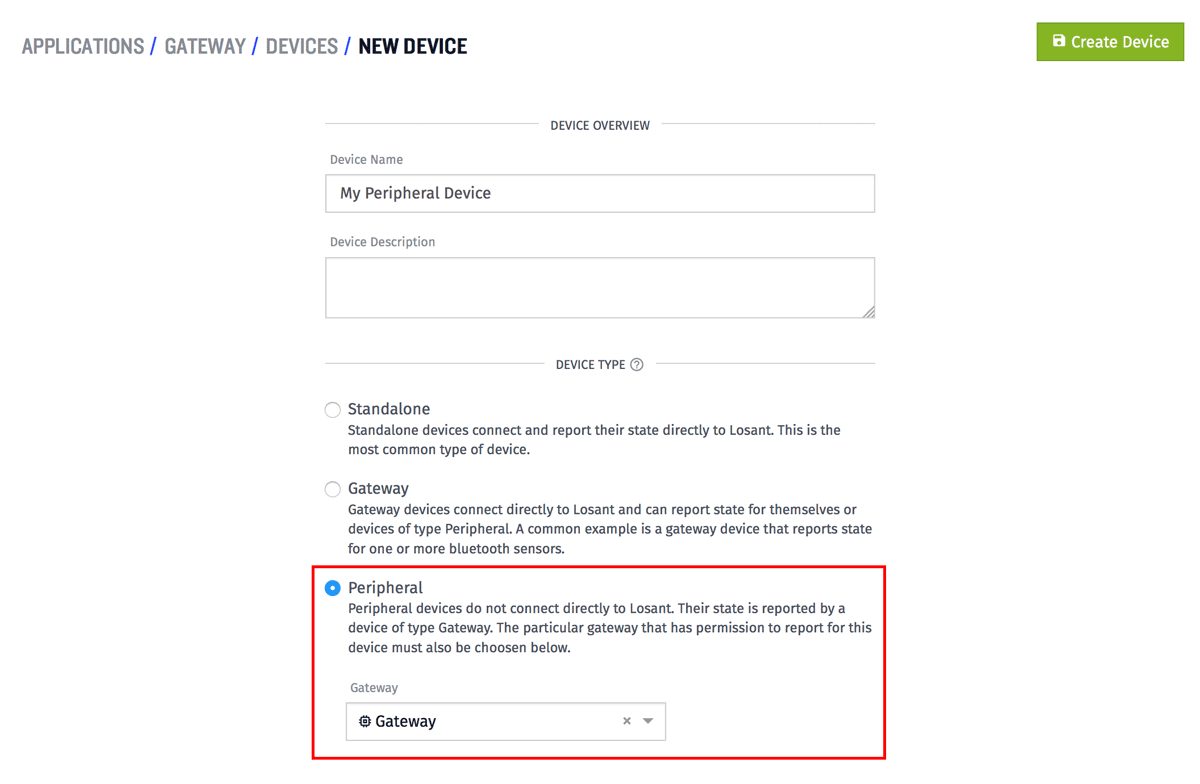 APPLICATIONS / GATEWAY / DEVICES / NEW DEVICE
Create Device
DEVICE OVERVIEW
Device Name
My Peripheral Device
Device Description
DEVICE TYPE ?
Standalone
Standalone devices connect and report their state directly to Losant. This is the
most common type of device.
Gateway
Gateway devices connect directly to Losant and can report state for themselves or
devices of type Peripheral. A common example is a gateway device that reports state
for one or more bluetooth sensors.
Peripheral
Peripheral devices do not connect directly to Losant. Their state is reported by a
device of type Gateway. The particular gateway that has permission to report for this
device must also be choosen below.
Gateway
Gateway ×